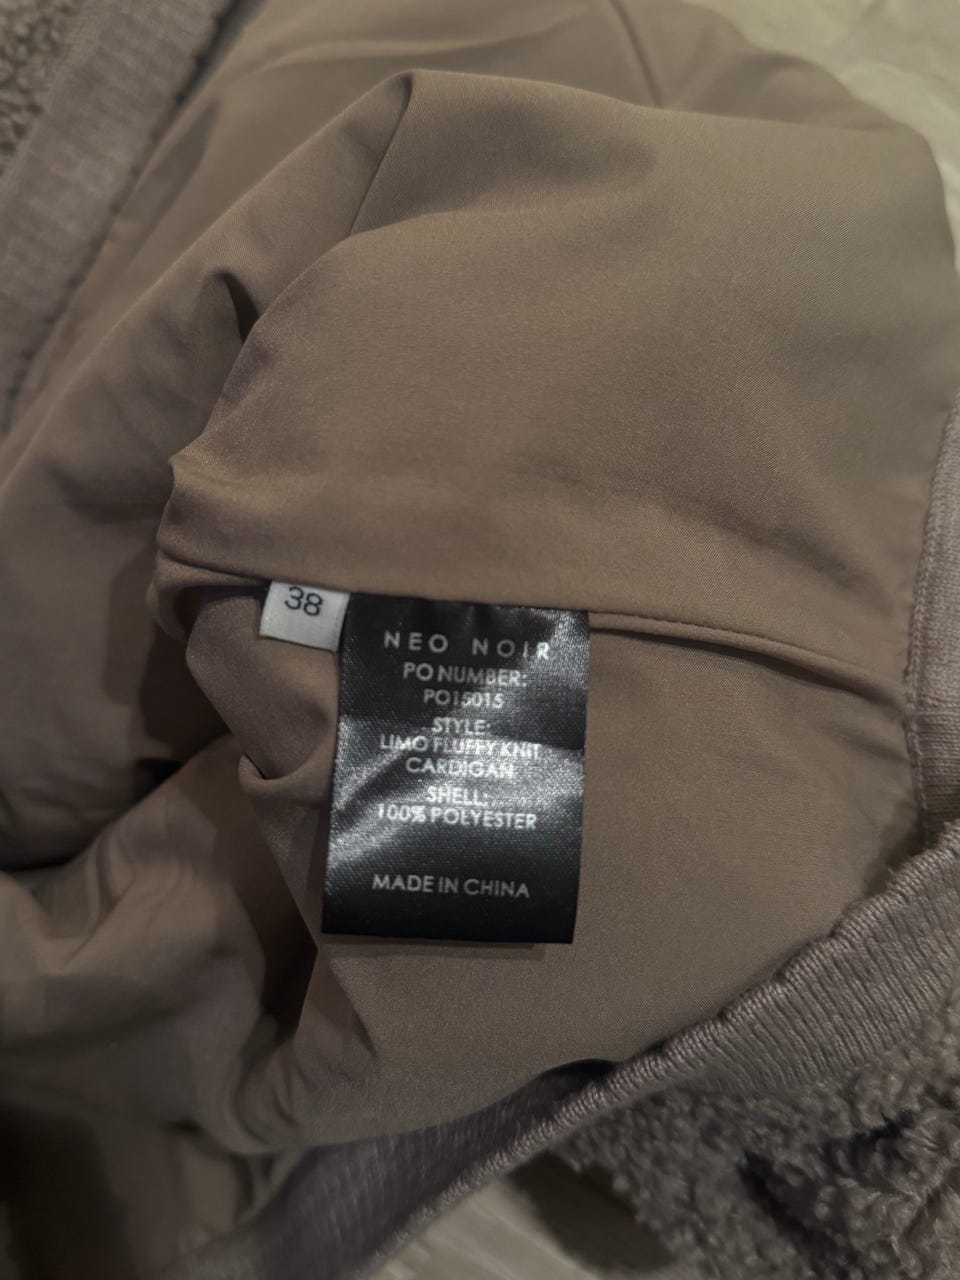 38
NEO NOIR
PO NUMBER:
PO15015
STYLE:
LIMO FLUFFY KNIT
CARDIGAN
SHELL:
100% POLYESTER
MADE IN CHINA